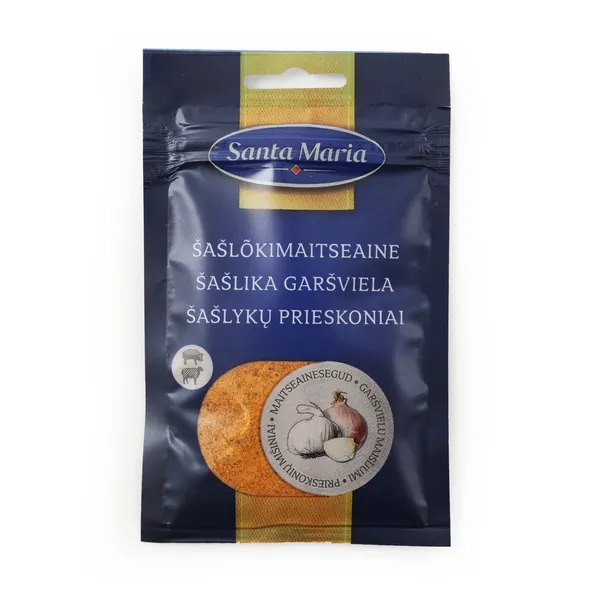 Santa Maria
ŠAŠLÕKIMAITSEAINE
ŠAŠLIKA GARŠVIELA
ŠAŠLYKŲ PRIESKONIAI
MAITSEAINESEGUD • GARŠVIELU MAISĪJUMI • PRIESKONIŲ MIŠINIAI •